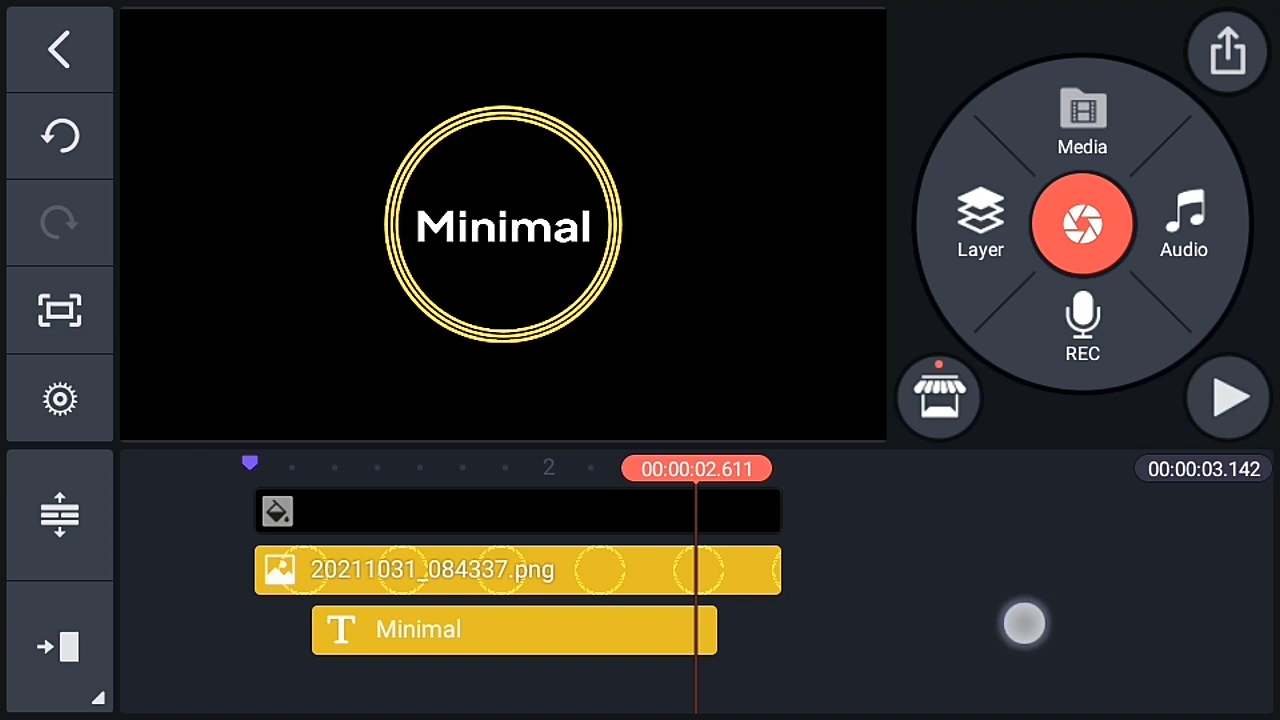 Minimal
Media
Layer
Audio
REC
2
00:00:02.611
00:00:03.142
20211031_084337.png
T Minimal